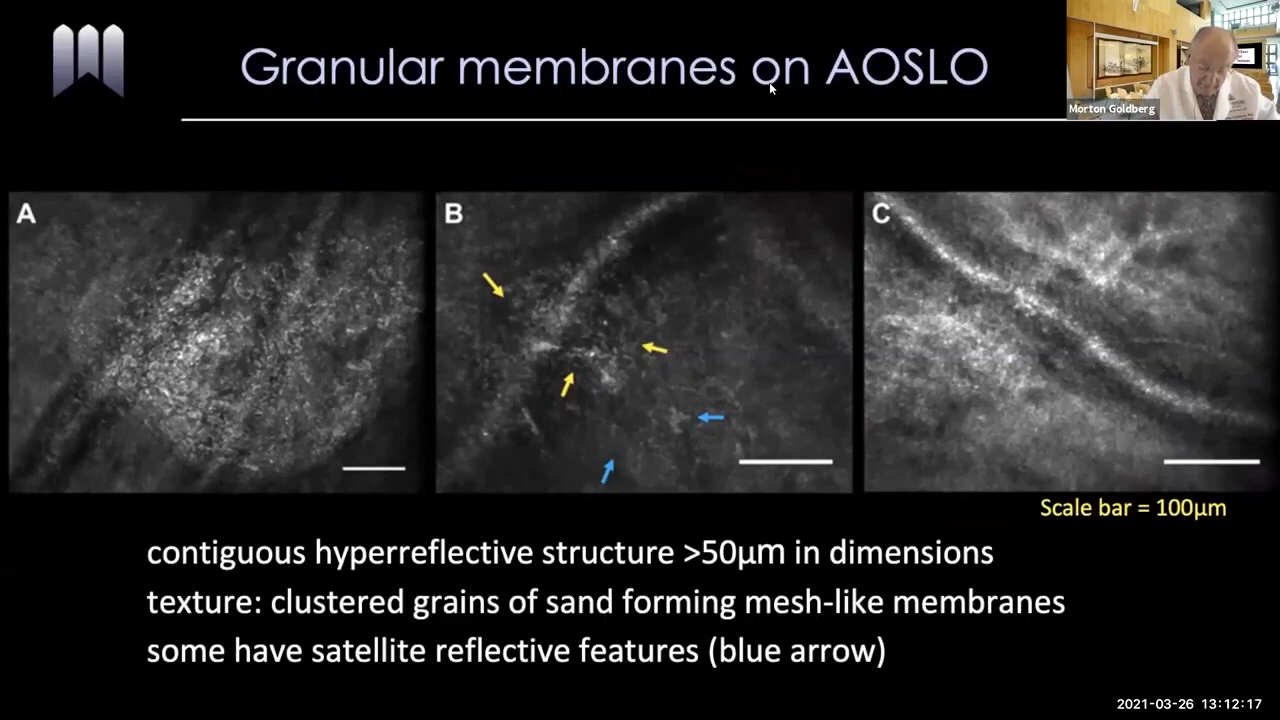 Granular membranes on AOSLO
Morton Goldberg
A
B
C
Scale bar = 100µm
contiguous hyperreflective structure >50µm in dimensions
texture: clustered grains of sand forming mesh-like membranes
some have satellite reflective features (blue arrow)
2021-03-26 13:12:17